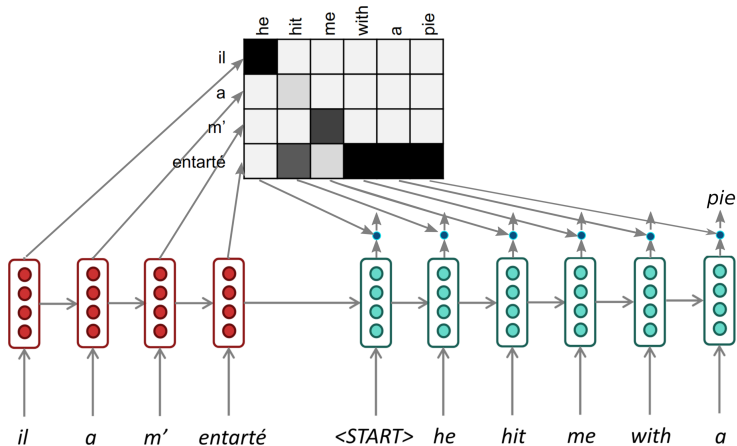 he hit me with a pie
il
a
m'
entarté
pie
il a m' entarté <START> he hit me with a